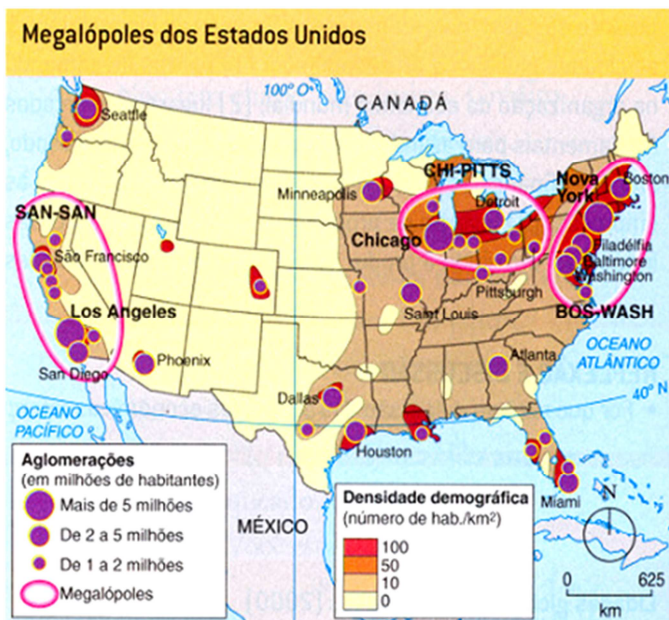 Megalópoles dos Estados Unidos
100° O
CANADÁ
Seattle
Minneapolis
CHI-PITTS
Nova
York
Boston
Detroit
SAN-SAN
São Francisco
Chicago
Filadélfia
Baltimore
Washington
Pittsburgh
Los Angeles
Saint Louis
BOS-WASH
OCEANO
ATLÂNTICO
San Diego
Phoenix
Atlanta
Dallas
40° N
OCEANO
PACÍFICO
Houston
Miami
N
MÉXICO
Aglomerações
(em milhões de habitantes)
Mais de 5 milhões
De 2 a 5 milhões
De 1 a 2 milhões
Megalópoles
Densidade demográfica
(número de hab./km²)
100
50
10
0
0 625
km